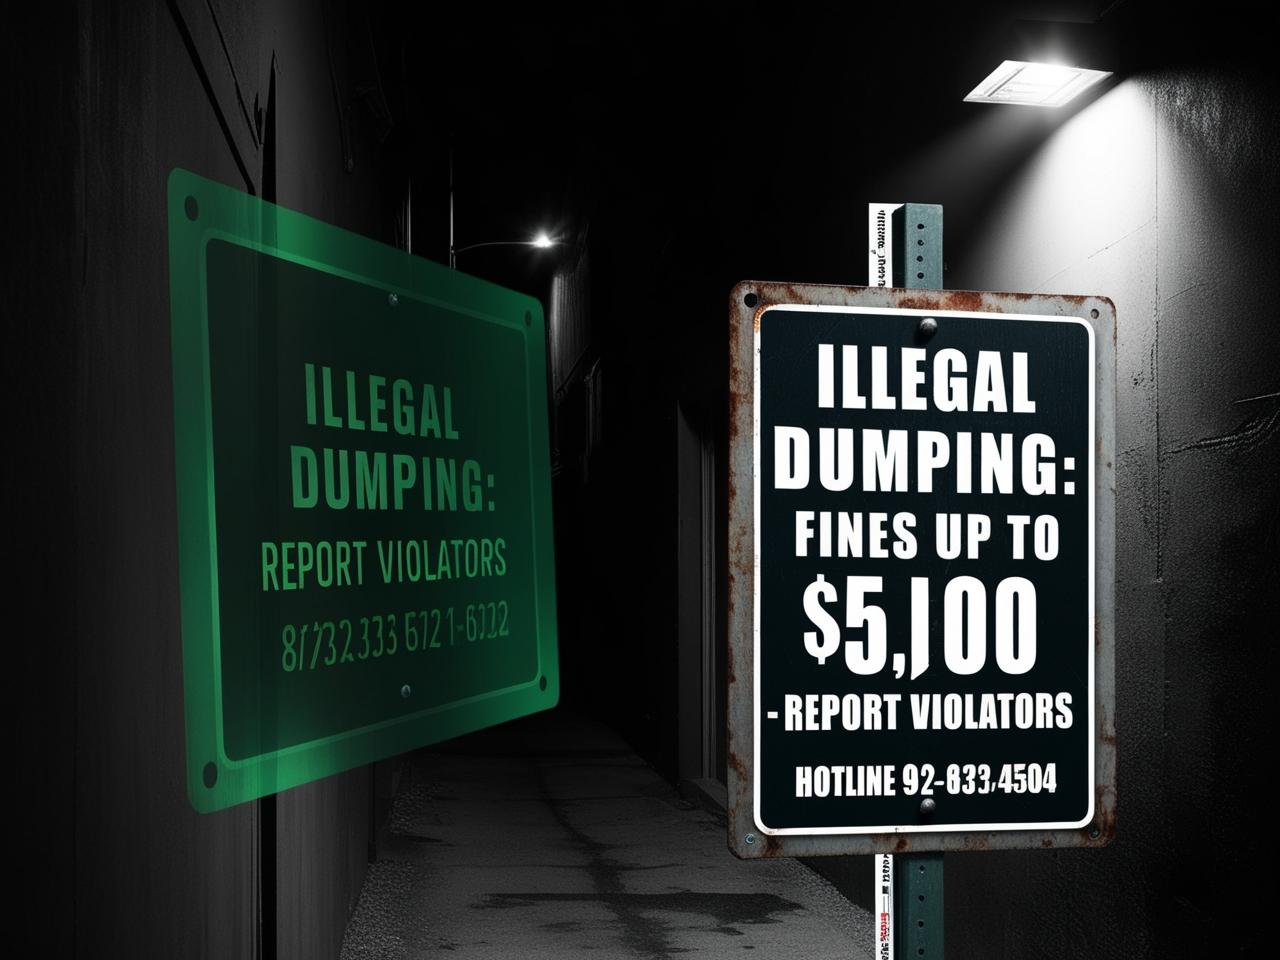 ILLEGAL
DUMPING:
REPORT VIOLATORS
ILLEGAL
DUMPING:
FINES UP TO
$5,100
-REPORT VIOLATORS
HOTLINE 92-833,4504